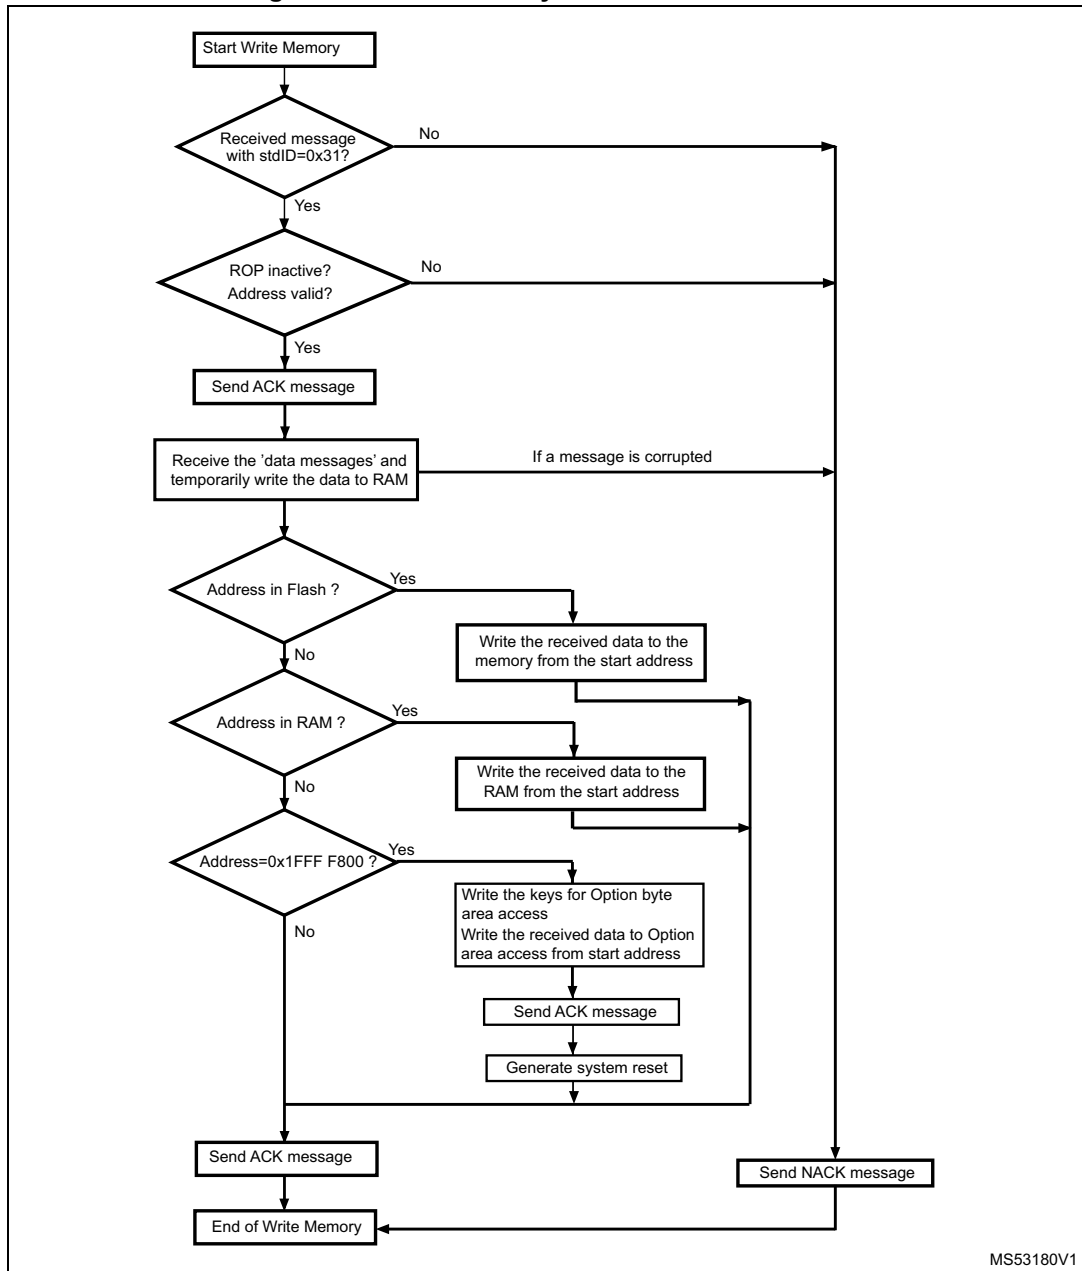 Start Write Memory
Received message
with stdID=0x31?
No
Yes
ROP inactive?
Address valid?
No
Yes
Send ACK message
Receive the 'data messages' and
temporarily write the data to RAM
If a message is corrupted
Address in Flash ?
Yes
Write the received data to the
memory from the start address
No
Address in RAM ?
Yes
Write the received data to the
RAM from the start address
No
Address=0x1FFF F800 ?
Yes
Write the keys for Option byte
area access
Write the received data to Option
area access from start address
No
Send ACK message
Generate system reset
Send ACK message
Send NACK message
End of Write Memory
MS53180V1